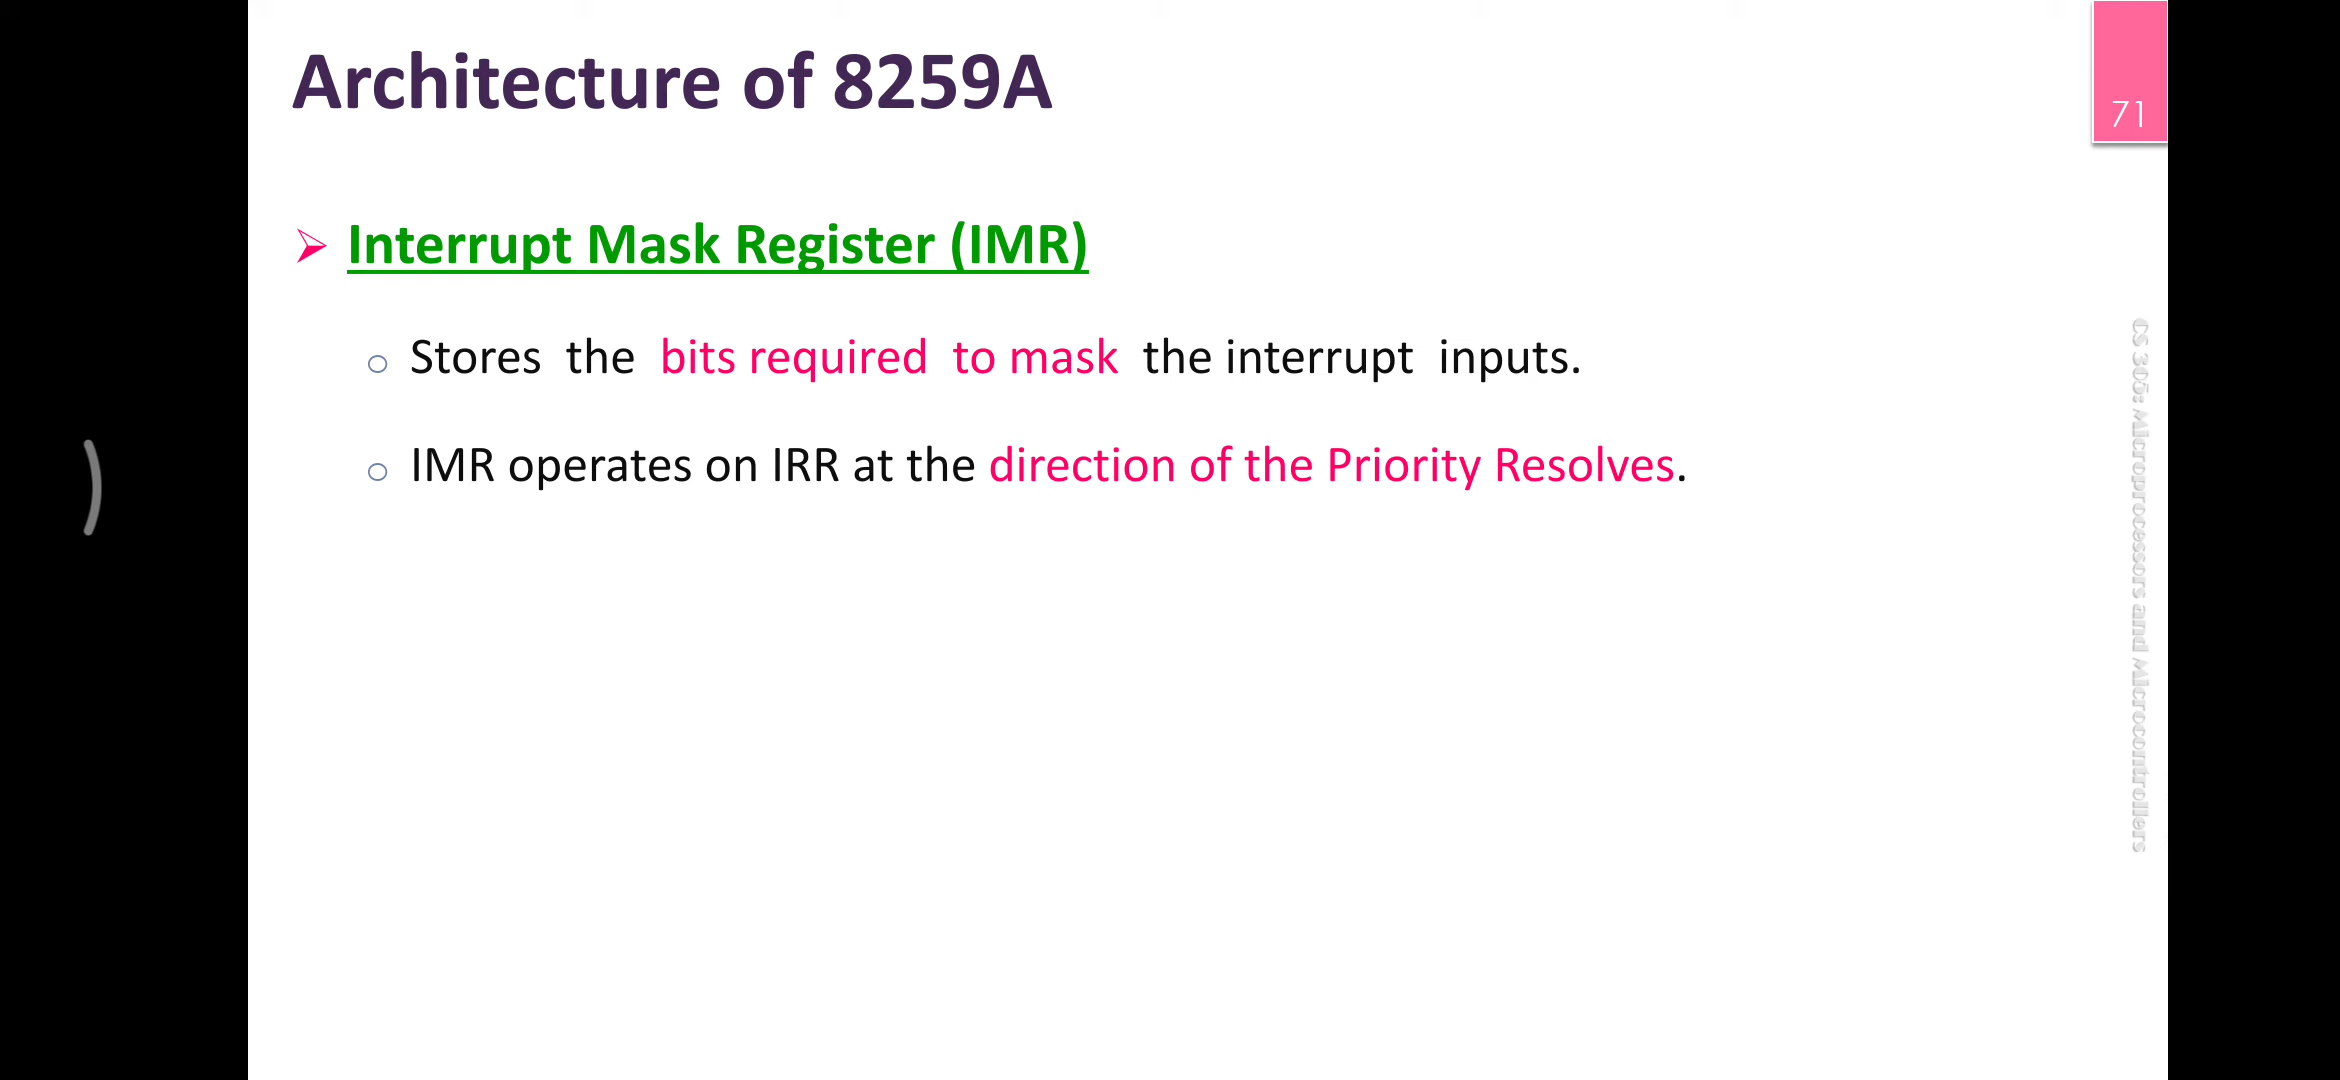 Architecture of 8259A
71
Interrupt Mask Register (IMR)
Stores the bits required to mask the interrupt inputs.
IMR operates on IRR at the direction of the Priority Resolves.
CS 305: Microprocessors and Microcontrollers